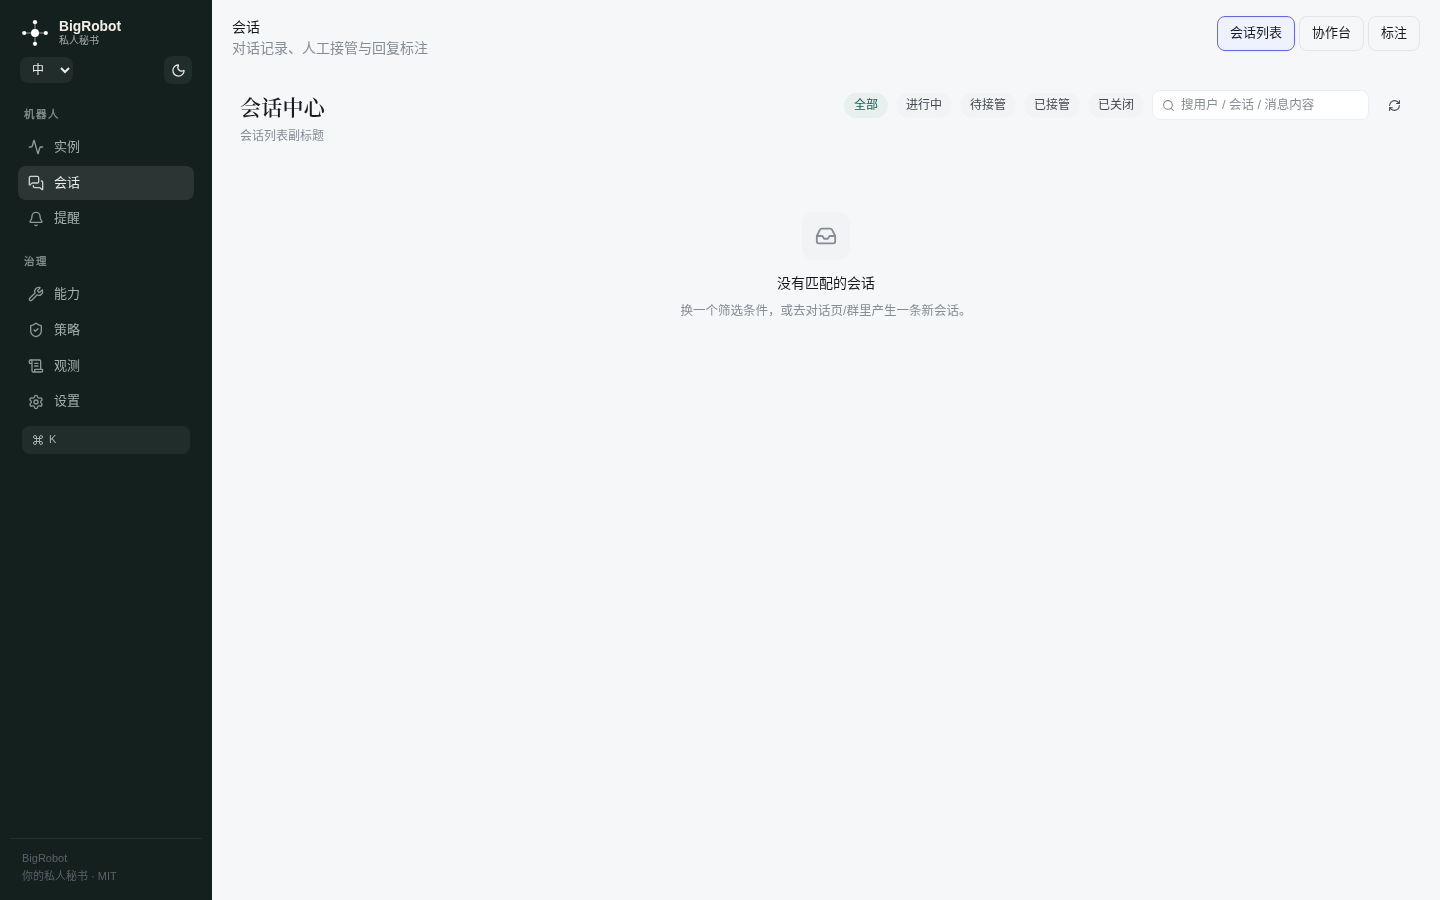 BigRobot
私人秘书
中
机器人
实例
会话
提醒
治理
能力
策略
观测
设置
⌘ K
BigRobot
你的私人秘书 · MIT
会话
对话记录、人工接管与回复标注
会话列表
协作台
标注
会话中心
会话列表副标题
全部
进行中
待接管
已接管
已关闭
搜用户 / 会话 / 消息内容
没有匹配的会话
换一个筛选条件，或去对话页/群里产生一条新会话。